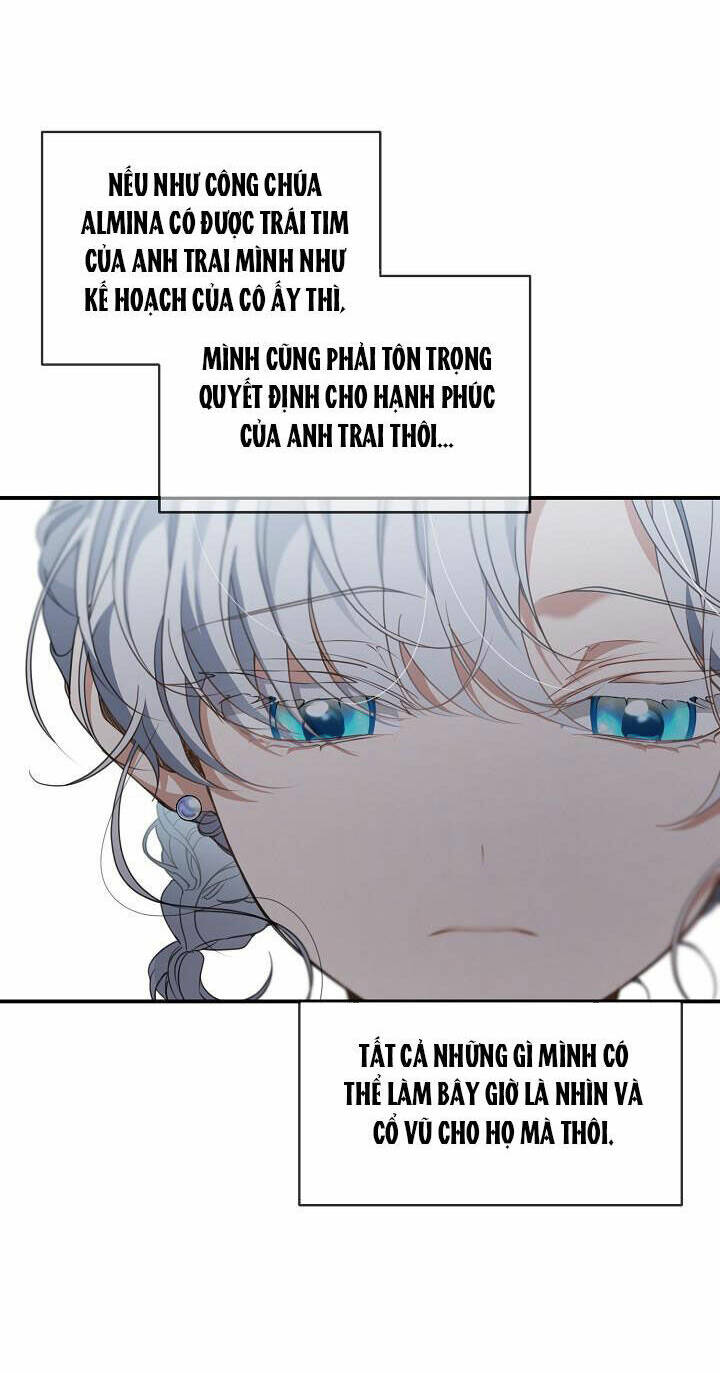 NẾU NHƯ CÔNG CHÚA
ALMINA CÓ ĐƯỢC TRÁI TIM
CỦA ANH TRAI MÌNH NHƯ
KẾ HOẠCH CỦA CÔ ẤY THÌ,
MÌNH CŨNG PHẢI TÔN TRỌNG
QUYẾT ĐỊNH CHO HẠNH PHÚC
CỦA ANH TRAI THÔI...
TẤT CẢ NHỮNG GÌ MÌNH CÓ
THỂ LÀM BÂY GIỜ LÀ NHÌN VÀ
CỔ VŨ CHO HỌ MÀ THÔI.